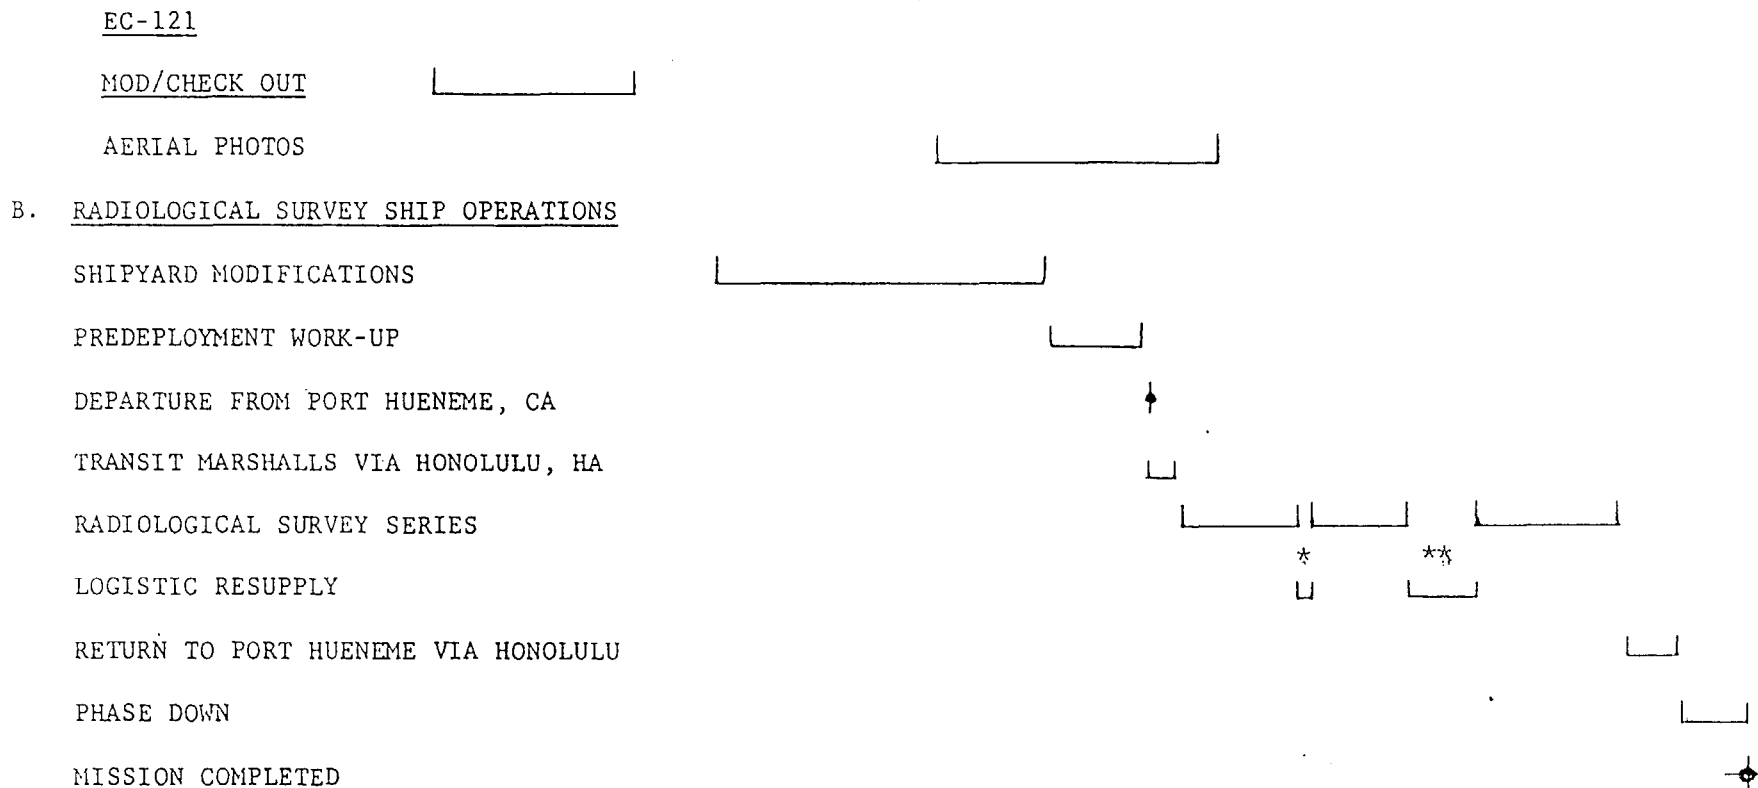 EC-121
MOD/CHECK OUT
AERIAL PHOTOS
B. RADIOLOGICAL SURVEY SHIP OPERATIONS
SHIPYARD MODIFICATIONS
PREDEPLOYMENT WORK-UP
DEPARTURE FROM PORT HUENEME, CA
TRANSIT MARSHALLS VIA HONOLULU, HA
RADIOLOGICAL SURVEY SERIES
* **
LOGISTIC RESUPPLY
RETURN TO PORT HUENEME VIA HONOLULU
PHASE DOWN
MISSION COMPLETED